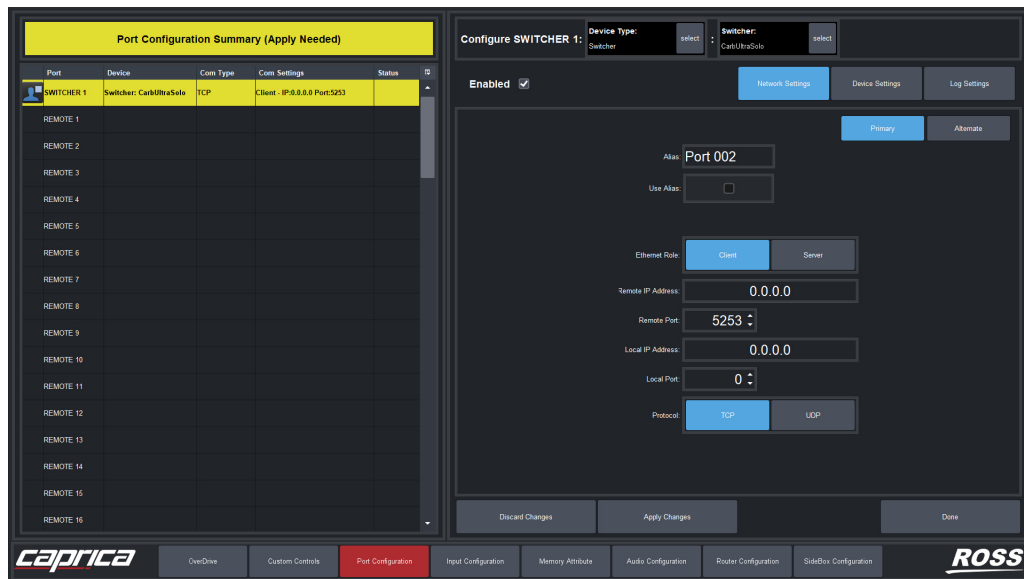 Port Configuration Summary (Apply Needed)
Port Device Com Type Com Settings Status
SWITCHER 1 Switcher: CarbUltraSolo TCP Client - IP:0.0.0.0 Port:5253
REMOTE 1
REMOTE 2
REMOTE 3
REMOTE 4
REMOTE 5
REMOTE 6
REMOTE 7
REMOTE 8
REMOTE 9
REMOTE 10
REMOTE 11
REMOTE 12
REMOTE 13
REMOTE 14
REMOTE 15
REMOTE 16
Configure SWITCHER 1: Device Type: Switcher select : Switcher: CarbUltraSolo select
Enabled Network Settings Device Settings Log Settings
Primary Alternate
Alias: Port 002
Use Alias:
Ethernet Role: Client Server
Remote IP Address: 0.0.0.0
Remote Port: 5253
Local IP Address: 0.0.0.0
Local Port: 0
Protocol: TCP UDP
Discard Changes Apply Changes Done
caprica OverDrive Custom Controls Port Configuration Input Configuration Memory Attribute Audio Configuration Router Configuration SideBox Configuration ROSS